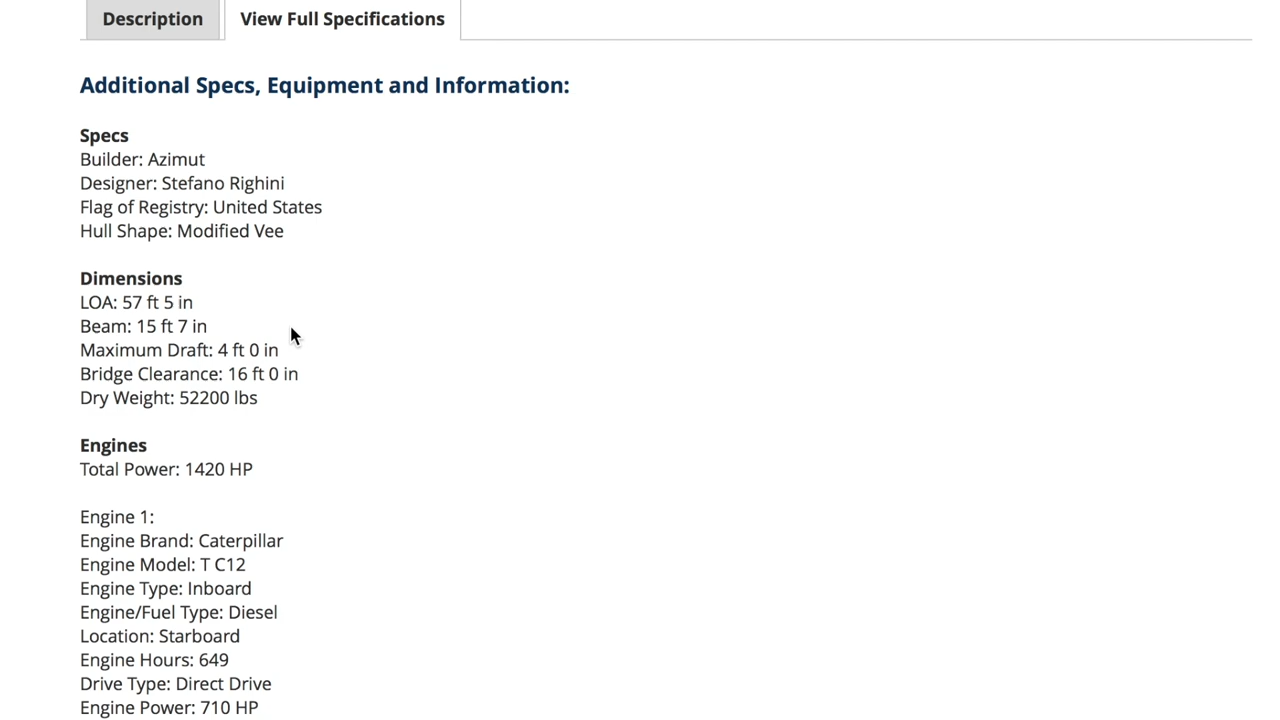 Description View Full Specifications
Additional Specs, Equipment and Information:
Specs
Builder: Azimut
Designer: Stefano Righini
Flag of Registry: United States
Hull Shape: Modified Vee
Dimensions
LOA: 57 ft 5 in
Beam: 15 ft 7 in
Maximum Draft: 4 ft 0 in
Bridge Clearance: 16 ft 0 in
Dry Weight: 52200 lbs
Engines
Total Power: 1420 HP
Engine 1:
Engine Brand: Caterpillar
Engine Model: T C12
Engine Type: Inboard
Engine/Fuel Type: Diesel
Location: Starboard
Engine Hours: 649
Drive Type: Direct Drive
Engine Power: 710 HP